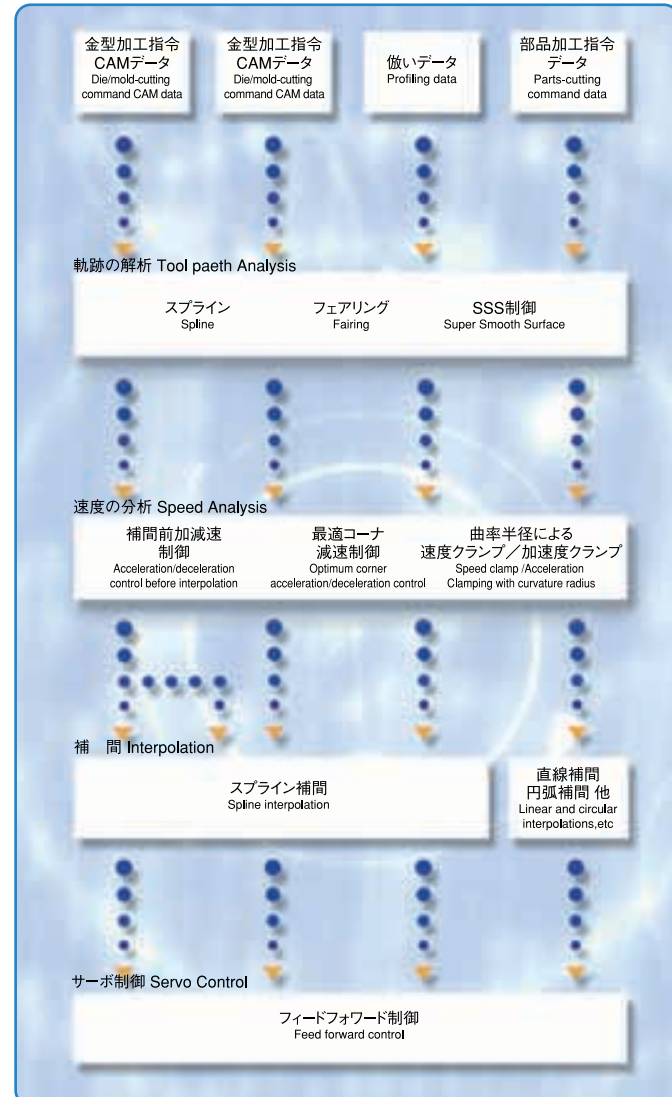 金型加工指令
CAMデータ
Die/mold-cutting
command CAM data
金型加工指令
CAMデータ
Die/mold-cutting
command CAM data
倣いデータ
Profiling data
部品加工指令
データ
Parts-cutting
command data
軌跡の解析 Tool paeth Analysis
スプライン
Spline
フェアリング
Fairing
SSS制御
Super Smooth Surface
速度の分析 Speed Analysis
補間前加減速
制御
Acceleration/deceleration
control before interpolation
最適コーナ
減速制御
Optimum corner
acceleration/deceleration control
曲率半径による
速度クランプ／加速度クランプ
Speed clamp /Acceleration
Clamping with curvature radius
補　間 Interpolation
スプライン補間
Spline interpolation
直線補間
円弧補間 他
Linear and circular
interpolations,etc
サーボ制御 Servo Control
フィードフォワード制御
Feed forward control